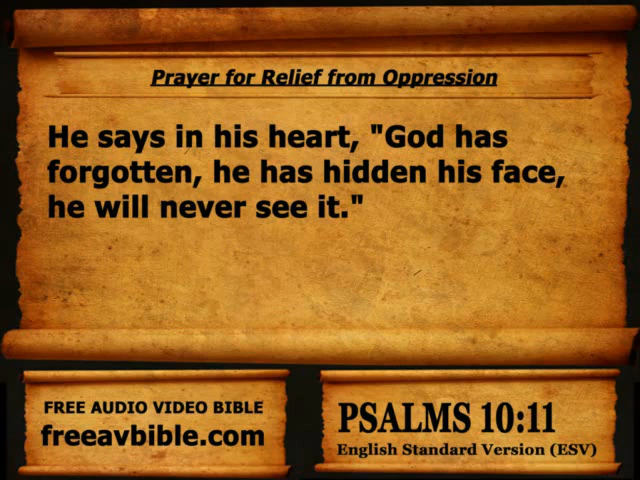 Prayer for Relief from Oppression
He says in his heart, "God has
forgotten, he has hidden his face,
he will never see it."
FREE AUDIO VIDEO BIBLE
freeavbible.com
PSALMS 10:11
English Standard Version (ESV)